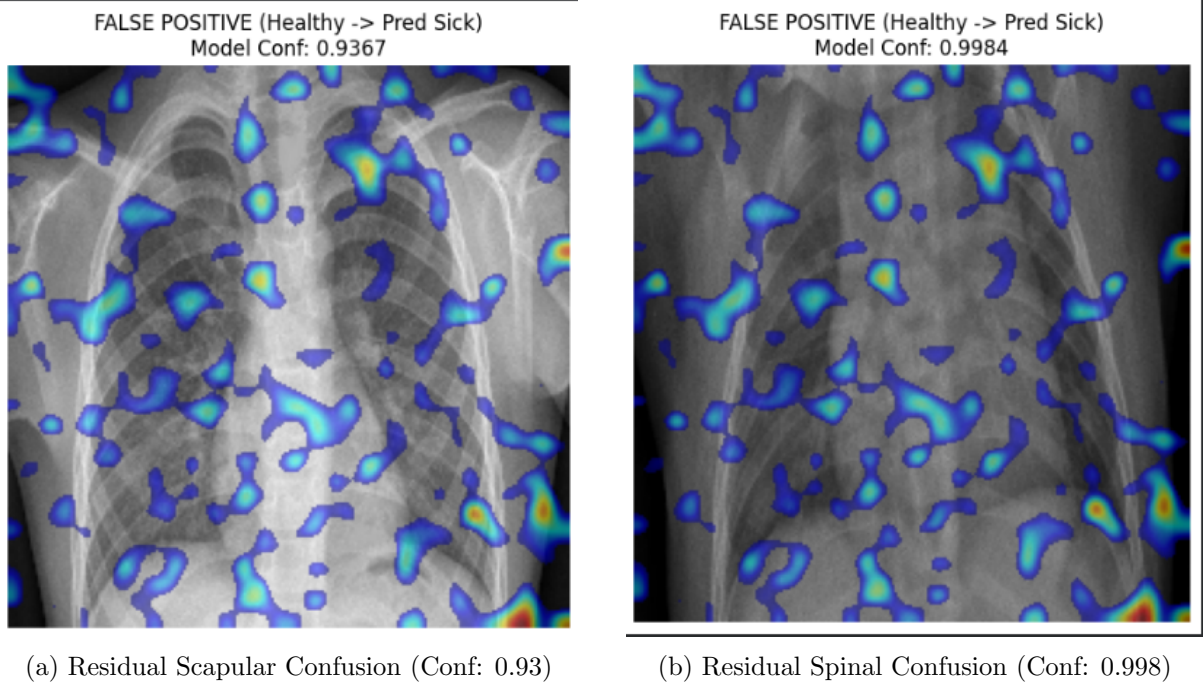 FALSE POSITIVE (Healthy -> Pred Sick)
Model Conf: 0.9367
FALSE POSITIVE (Healthy -> Pred Sick)
Model Conf: 0.9984
(a) Residual Scapular Confusion (Conf: 0.93)
(b) Residual Spinal Confusion (Conf: 0.998)